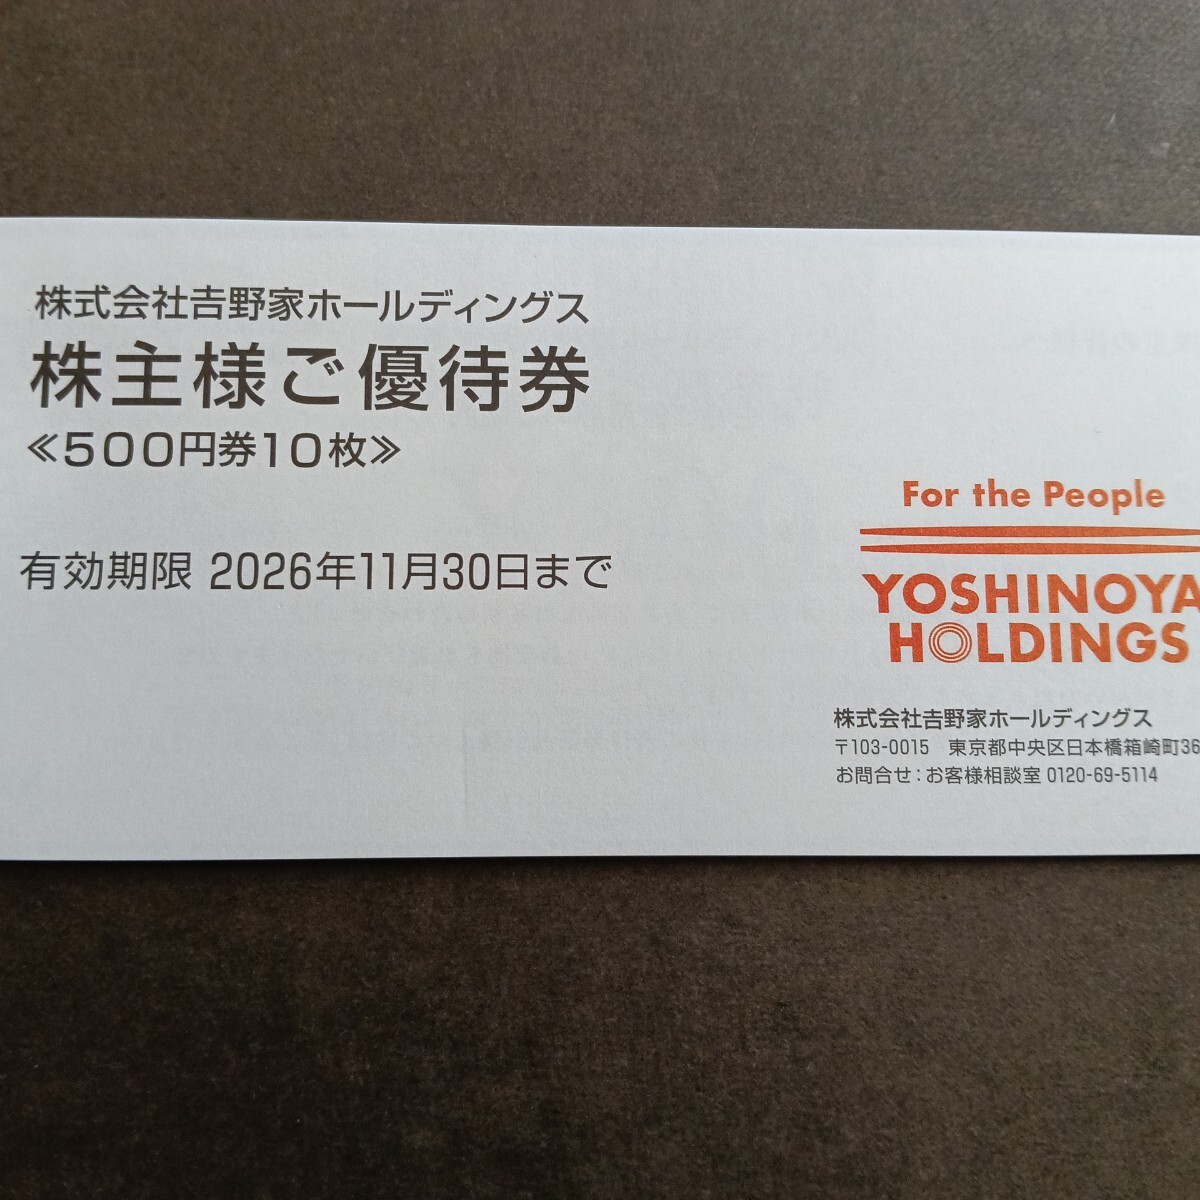 株式会社𠮷野家ホールディングス
株主様ご優待券
≪500円券10枚≫
有効期限 2026年11月30日まで
For the People
YOSHINOYA
HOLDINGS
株式会社𠮷野家ホールディングス
〒103-0015 東京都中央区日本橋箱崎町36
お問合せ:お客様相談室 0120-69-5114